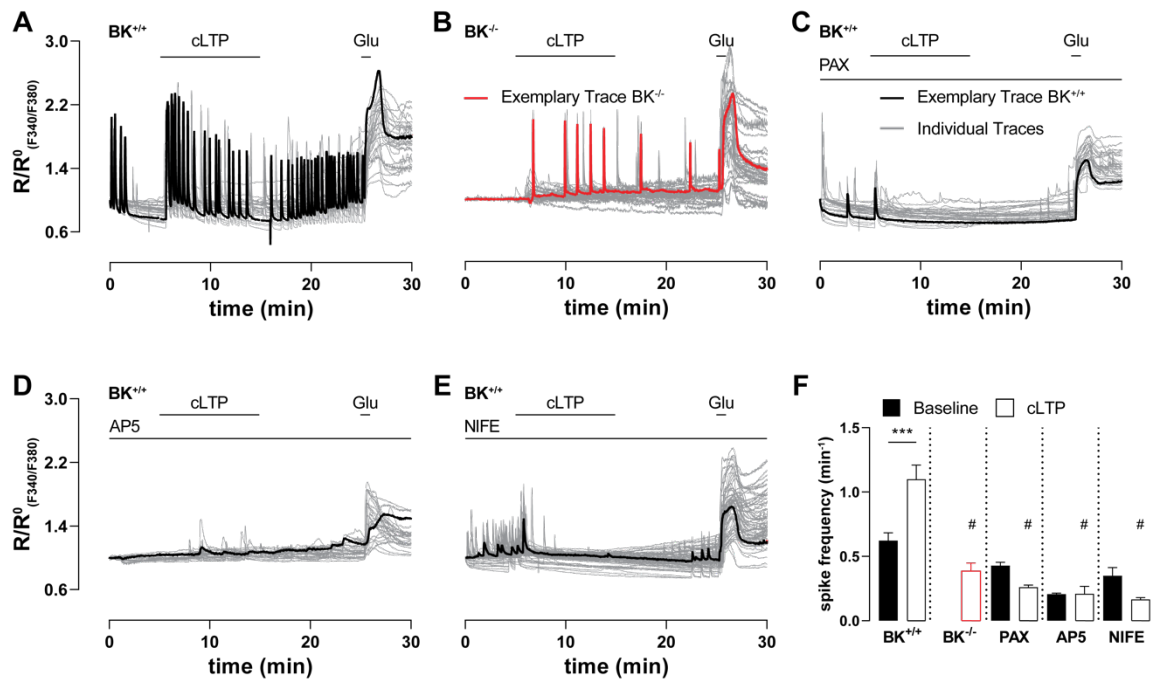 A
BK+/+
cLTP
Glu
3.0
2.2
1.4
0.6
R/R0(F340/F380)
0
10
20
30
time (min)
B
BK-/-
cLTP
Glu
Exemplary Trace BK-/-
0
10
20
30
time (min)
C
BK+/+
cLTP
Glu
PAX
Exemplary Trace BK+/+
Individual Traces
0
10
20
30
time (min)
D
BK+/+
cLTP
Glu
AP5
3.0
2.2
1.4
0.6
R/R0(F340/F380)
0
10
20
30
time (min)
E
BK+/+
cLTP
Glu
NIFE
0
10
20
30
time (min)
F
Baseline
cLTP
1.5
1.0
0.5
0.0
spike frequency (min-1)
***
#
#
#
#
BK+/+
BK-/-
PAX
AP5
NIFE